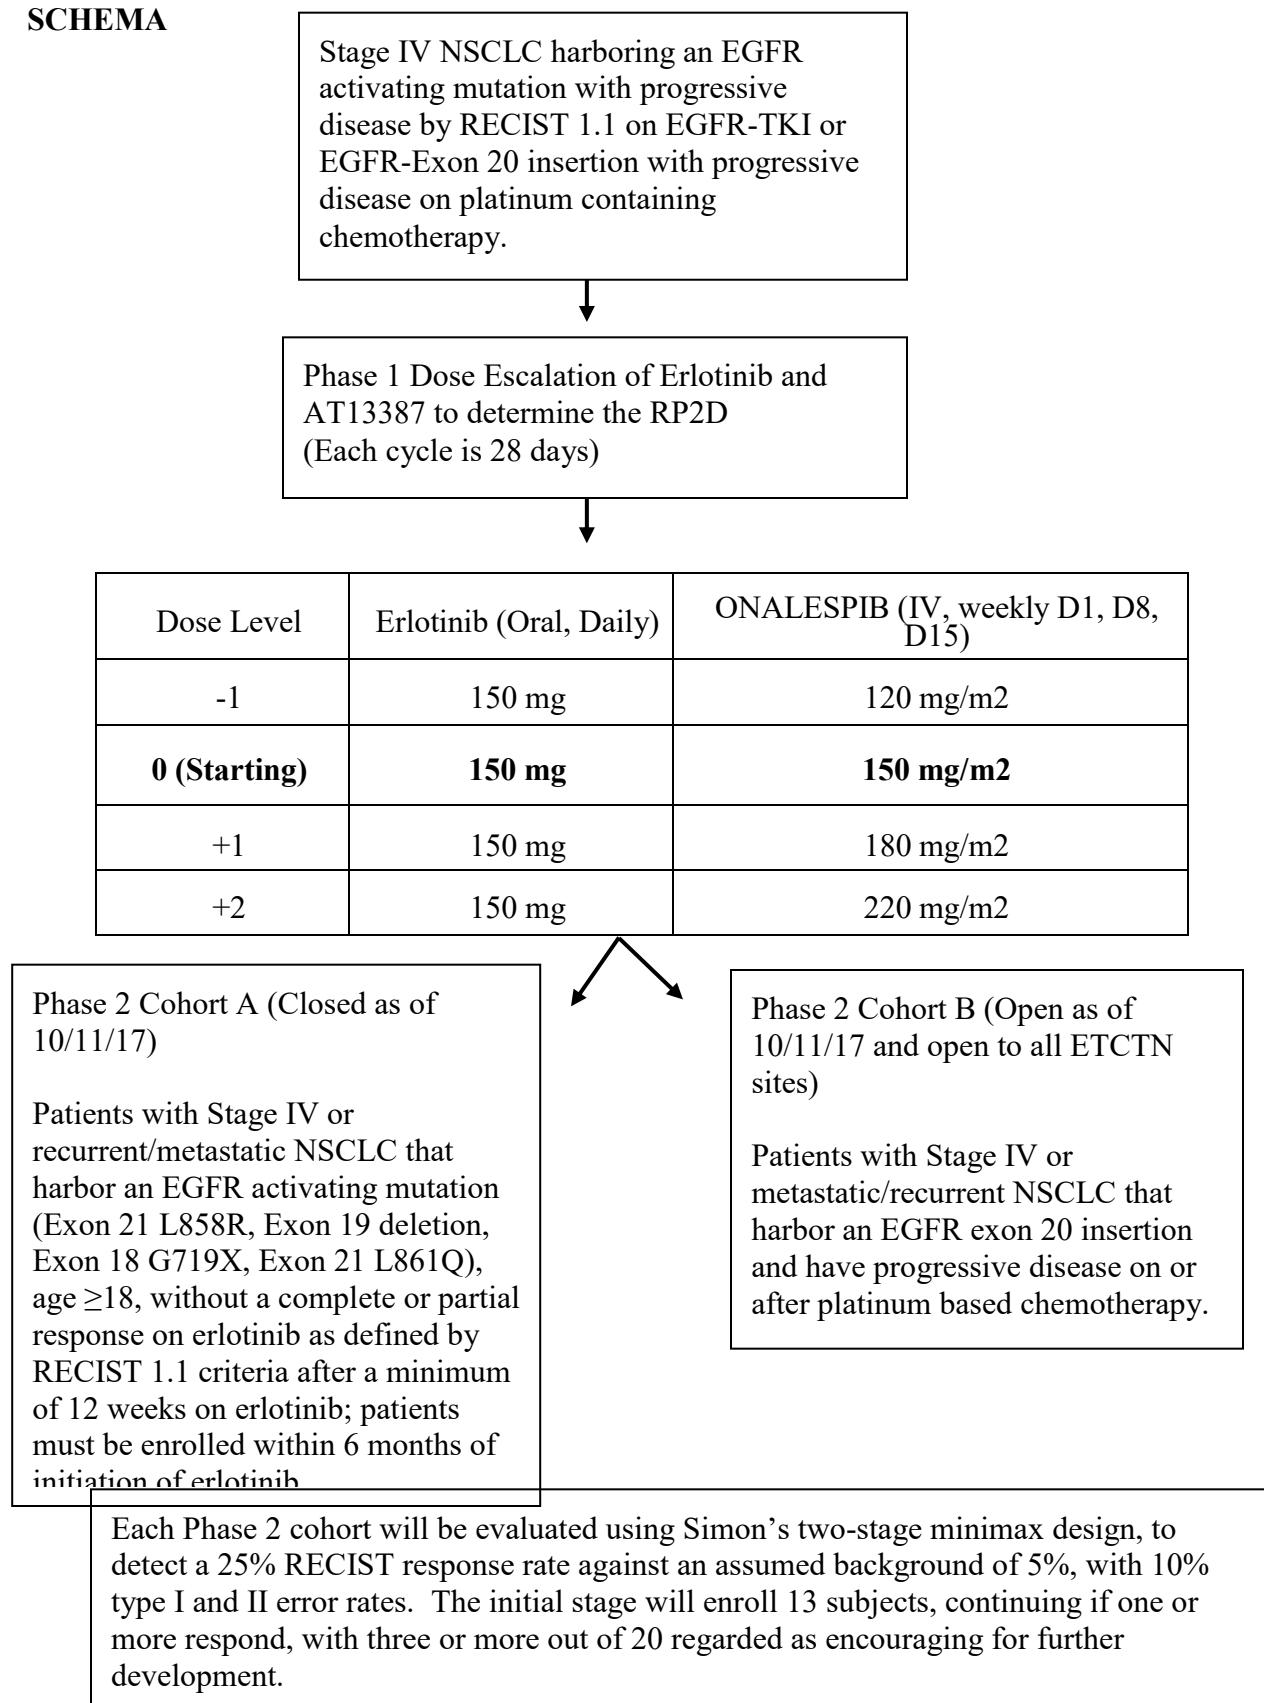 SCHEMA
Stage IV NSCLC harboring an EGFR
activating mutation with progressive
disease by RECIST 1.1 on EGFR-TKI or
EGFR-Exon 20 insertion with progressive
disease on platinum containing
chemotherapy.
Phase 1 Dose Escalation of Erlotinib and
AT13387 to determine the RP2D
(Each cycle is 28 days)
Dose Level Erlotinib (Oral, Daily) ONALESPIB (IV, weekly D1, D8,
D15)
-1 150 mg 120 mg/m2
0 (Starting) 150 mg 150 mg/m2
+1 150 mg 180 mg/m2
+2 150 mg 220 mg/m2
Phase 2 Cohort A (Closed as of
10/11/17)
Patients with Stage IV or
recurrent/metastatic NSCLC that
harbor an EGFR activating mutation
(Exon 21 L858R, Exon 19 deletion,
Exon 18 G719X, Exon 21 L861Q),
age ≥18, without a complete or partial
response on erlotinib as defined by
RECIST 1.1 criteria after a minimum
of 12 weeks on erlotinib; patients
must be enrolled within 6 months of
initiation of erlotinib
Phase 2 Cohort B (Open as of
10/11/17 and open to all ETCTN
sites)
Patients with Stage IV or
metastatic/recurrent NSCLC that
harbor an EGFR exon 20 insertion
and have progressive disease on or
after platinum based chemotherapy.
Each Phase 2 cohort will be evaluated using Simon’s two-stage minimax design, to
detect a 25% RECIST response rate against an assumed background of 5%, with 10%
type I and II error rates.  The initial stage will enroll 13 subjects, continuing if one or
more respond, with three or more out of 20 regarded as encouraging for further
development.